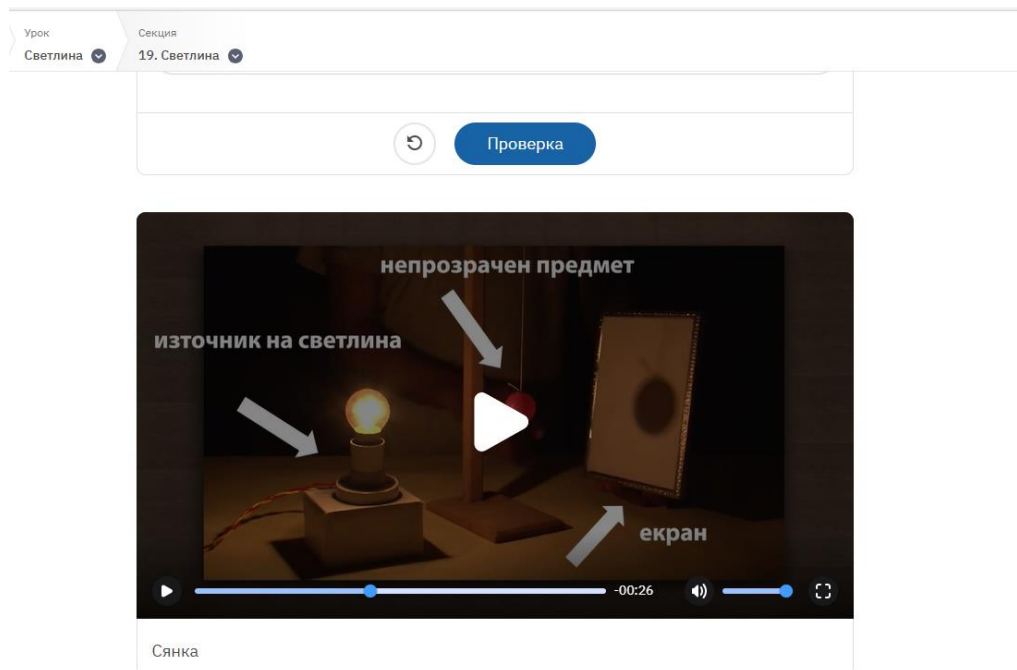 Урок
Секция
Светлина
19. Светлина
Проверка
непрозрачен предмет
източник на светлина
екран
-00:26
Сянка